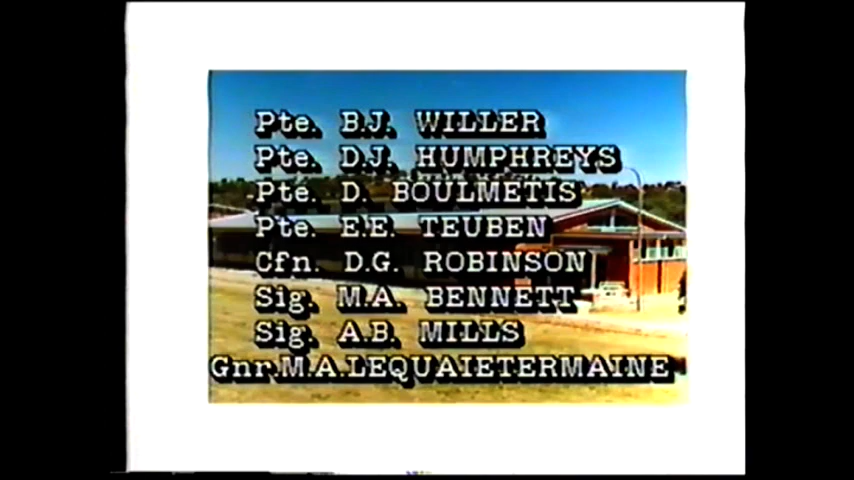 Pte. B.J. WILLER
Pte. D.J. HUMPHREYS
Pte. D. BOULMETIS
Pte. E.E. TEUBEN
Cfn. D.G. ROBINSON
Sig. M.A. BENNETT
Sig. A.B. MILLS
Gnr.M.A.LEQUAIETERMAINE